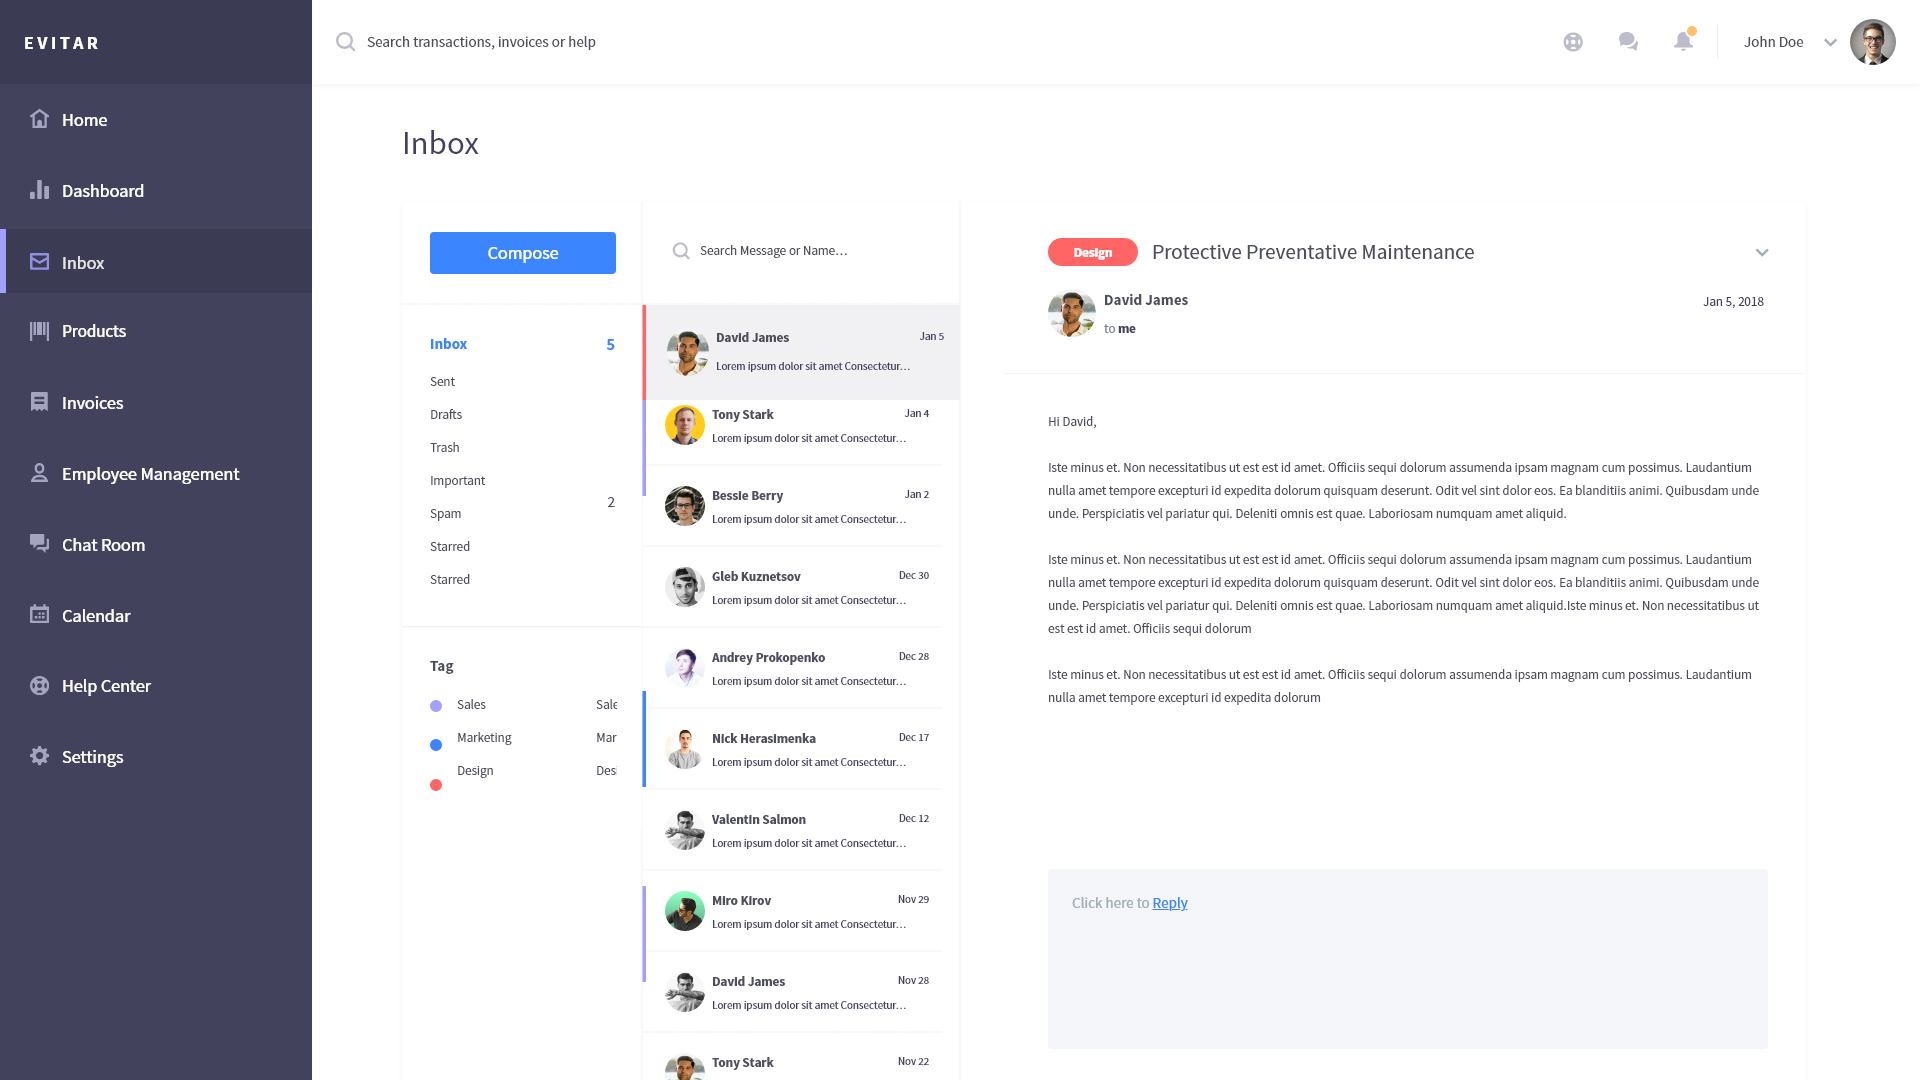 EVITAR
Search transactions, invoices or help
John Doe
Home
Dashboard
Inbox
Products
Invoices
Employee Management
Chat Room
Calendar
Help Center
Settings
Inbox
Compose
Inbox 5
Sent
Drafts
Trash
Important
Spam 2
Starred
Starred
Tag
Sales Sale
Marketing Mar
Design Desi
Search Message or Name...
David James Jan 5
Lorem ipsum dolor sit amet Consectetur...
Tony Stark Jan 4
Lorem ipsum dolor sit amet Consectetur...
Bessie Berry Jan 2
Lorem ipsum dolor sit amet Consectetur...
Gleb Kuznetsov Dec 30
Lorem ipsum dolor sit amet Consectetur...
Andrey Prokopenko Dec 28
Lorem ipsum dolor sit amet Consectetur...
Nick Herasimenka Dec 17
Lorem ipsum dolor sit amet Consectetur...
Valentin Salmon Dec 12
Lorem ipsum dolor sit amet Consectetur...
Miro Kirov Nov 29
Lorem ipsum dolor sit amet Consectetur...
David James Nov 28
Lorem ipsum dolor sit amet Consectetur...
Tony Stark Nov 22
Design Protective Preventative Maintenance
David James Jan 5, 2018
to me
Hi David,
Iste minus et. Non necessitatibus ut est est id amet. Officiis sequi dolorum assumenda ipsam magnam cum possimus. Laudantium
nulla amet tempore excepturi id expedita dolorum quisquam deserunt. Odit vel sint dolor eos. Ea blanditiis animi. Quibusdam unde
unde. Perspiciatis vel pariatur qui. Deleniti omnis est quae. Laboriosam numquam amet aliquid.
Iste minus et. Non necessitatibus ut est est id amet. Officiis sequi dolorum assumenda ipsam magnam cum possimus. Laudantium
nulla amet tempore excepturi id expedita dolorum quisquam deserunt. Odit vel sint dolor eos. Ea blanditiis animi. Quibusdam unde
unde. Perspiciatis vel pariatur qui. Deleniti omnis est quae. Laboriosam numquam amet aliquid.Iste minus et. Non necessitatibus ut
est est id amet. Officiis sequi dolorum
Iste minus et. Non necessitatibus ut est est id amet. Officiis sequi dolorum assumenda ipsam magnam cum possimus. Laudantium
nulla amet tempore excepturi id expedita dolorum
Click here to Reply